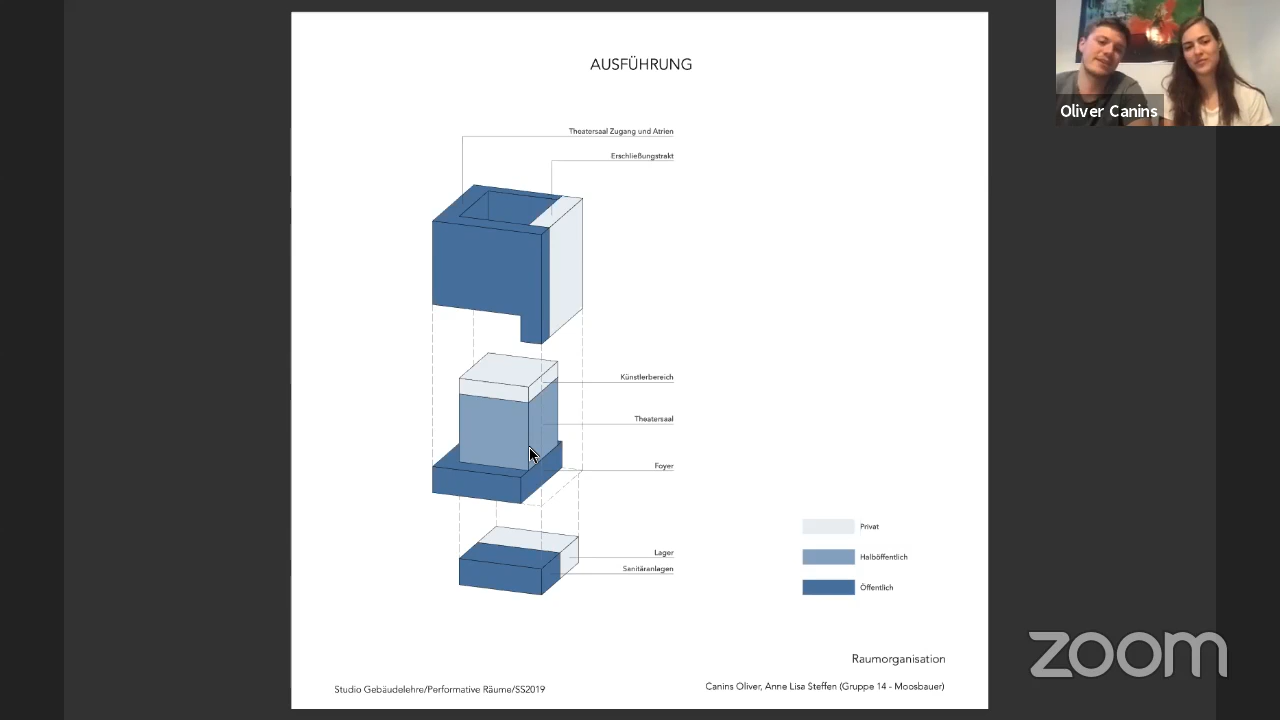 AUSFÜHRUNG
Oliver Canins
Theatersaal Zugang und Atrien
Erschließungstrakt
Künstlerbereich
Theatersaal
Foyer
Lager
Sanitäranlagen
Privat
Halböffentlich
Öffentlich
Raumorganisation
Studio Gebäudelehre/Performative Räume/SS2019
Canins Oliver, Anne Lisa Steffen (Gruppe 14 - Moosbauer)
zoom